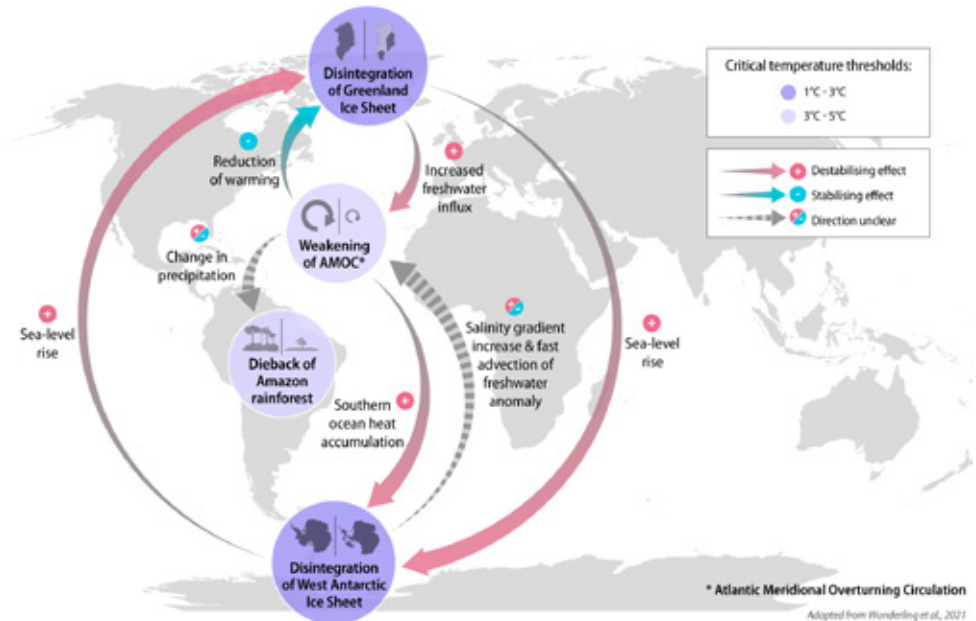 Disintegration
of Greenland
Ice Sheet
Critical temperature thresholds:
1°C - 3°C
3°C - 5°C
Destabilising effect
Stabilising effect
Direction unclear
Reduction
of warming
Increased
freshwater
influx
Weakening
of AMOC*
Change in
precipitation
Sea-level
rise
Dieback of
Amazon
rainforest
Salinity gradient
increase & fast
advection of
freshwater
anomaly
Sea-level
rise
Southern
ocean heat
accumulation
Disintegration
of West Antarctic
Ice Sheet
* Atlantic Meridional Overturning Circulation
Adapted from Wunderling et al., 2021